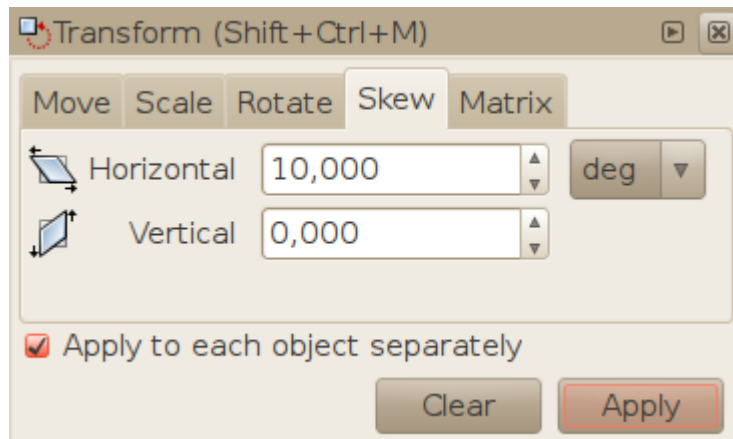 Transform (Shift+Ctrl+M)
Move Scale Rotate Skew Matrix
Horizontal 10,000 deg
Vertical 0,000
Apply to each object separately
Clear Apply